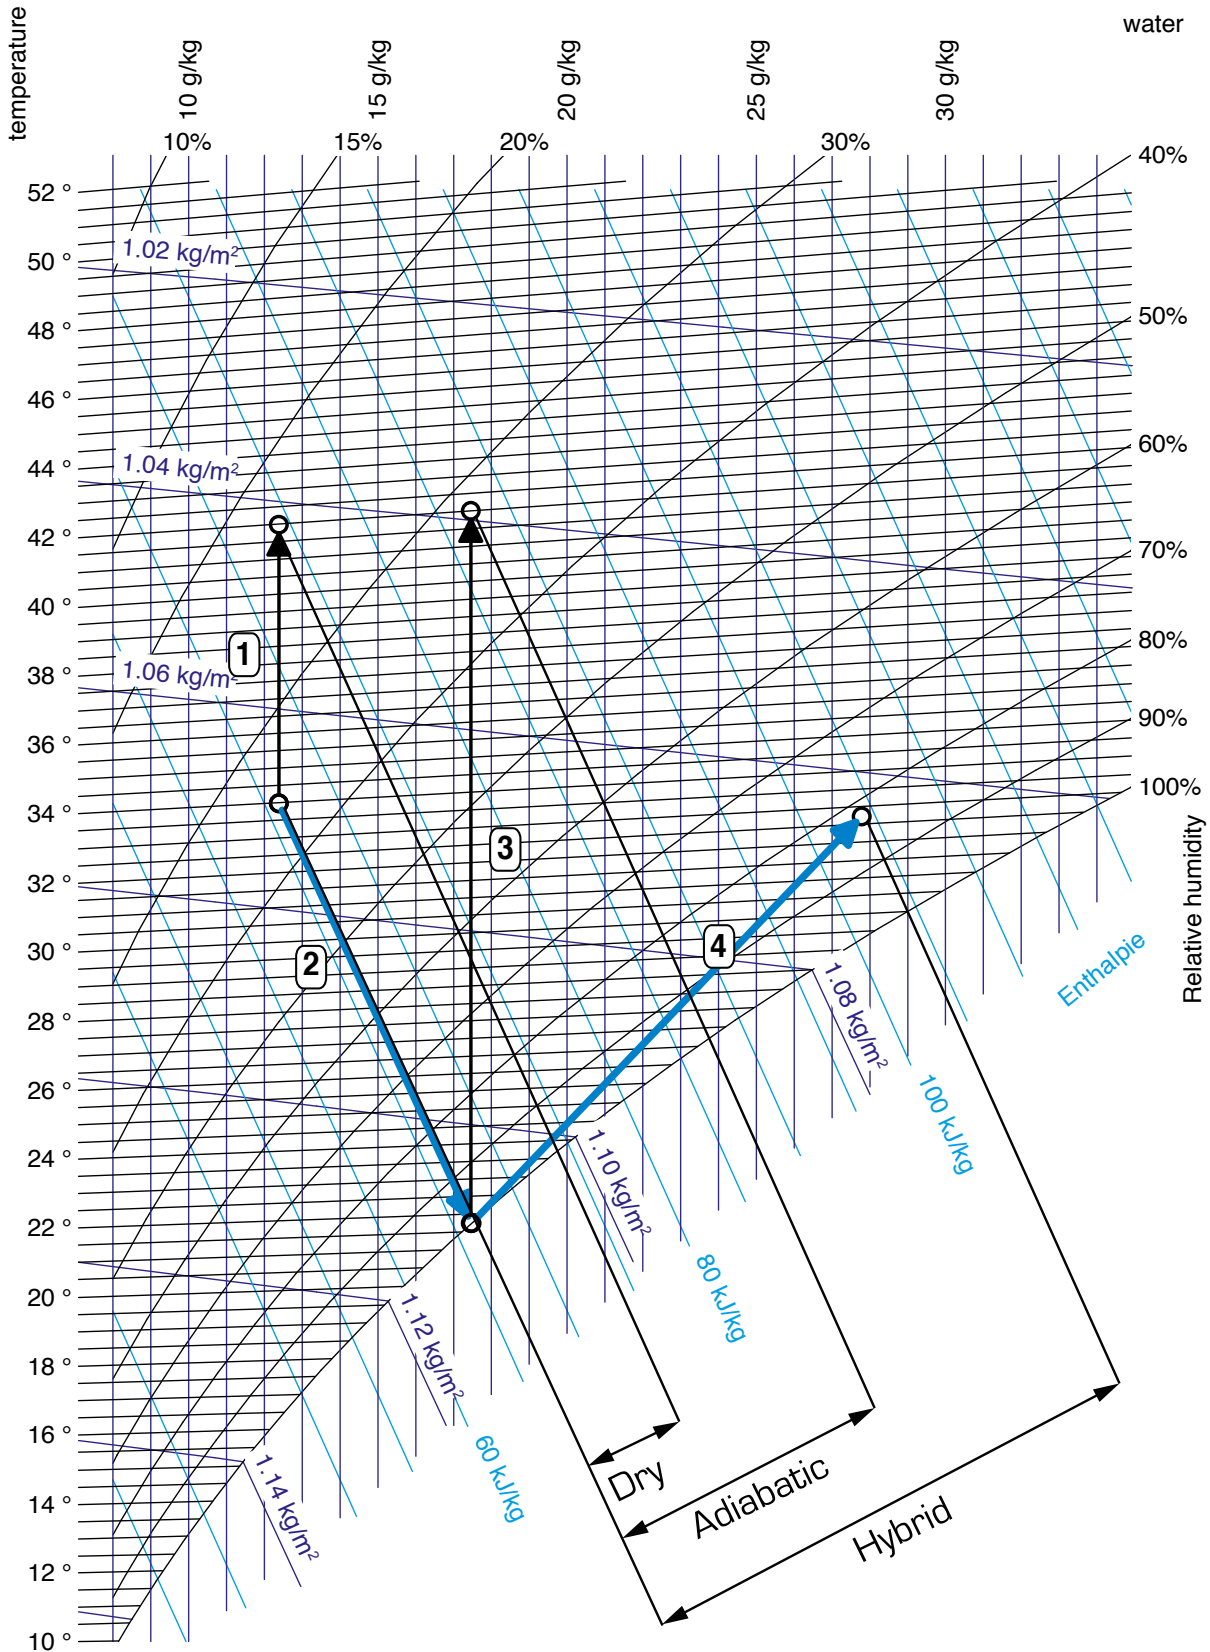 temperature
water
10 g/kg
15 g/kg
20 g/kg
25 g/kg
30 g/kg
10%
15%
20%
30%
40%
52 °
1.02 kg/m²
50 °
50%
48 °
46 °
60%
44 °
1.04 kg/m²
42 °
70%
40 °
80%
1
38 °
1.06 kg/m²
90%
36 °
100%
34 °
3
Relative humidity
32 °
4
30 °
2
Enthalpie
1.08 kg/m²
28 °
26 °
100 kJ/kg
24 °
1.10 kg/m²
22 °
80 kJ/kg
20 °
1.12 kg/m²
18 °
16 °
60 kJ/kg
1.14 kg/m²
Dry
Adiabatic
14 °
Hybrid
12 °
10 °